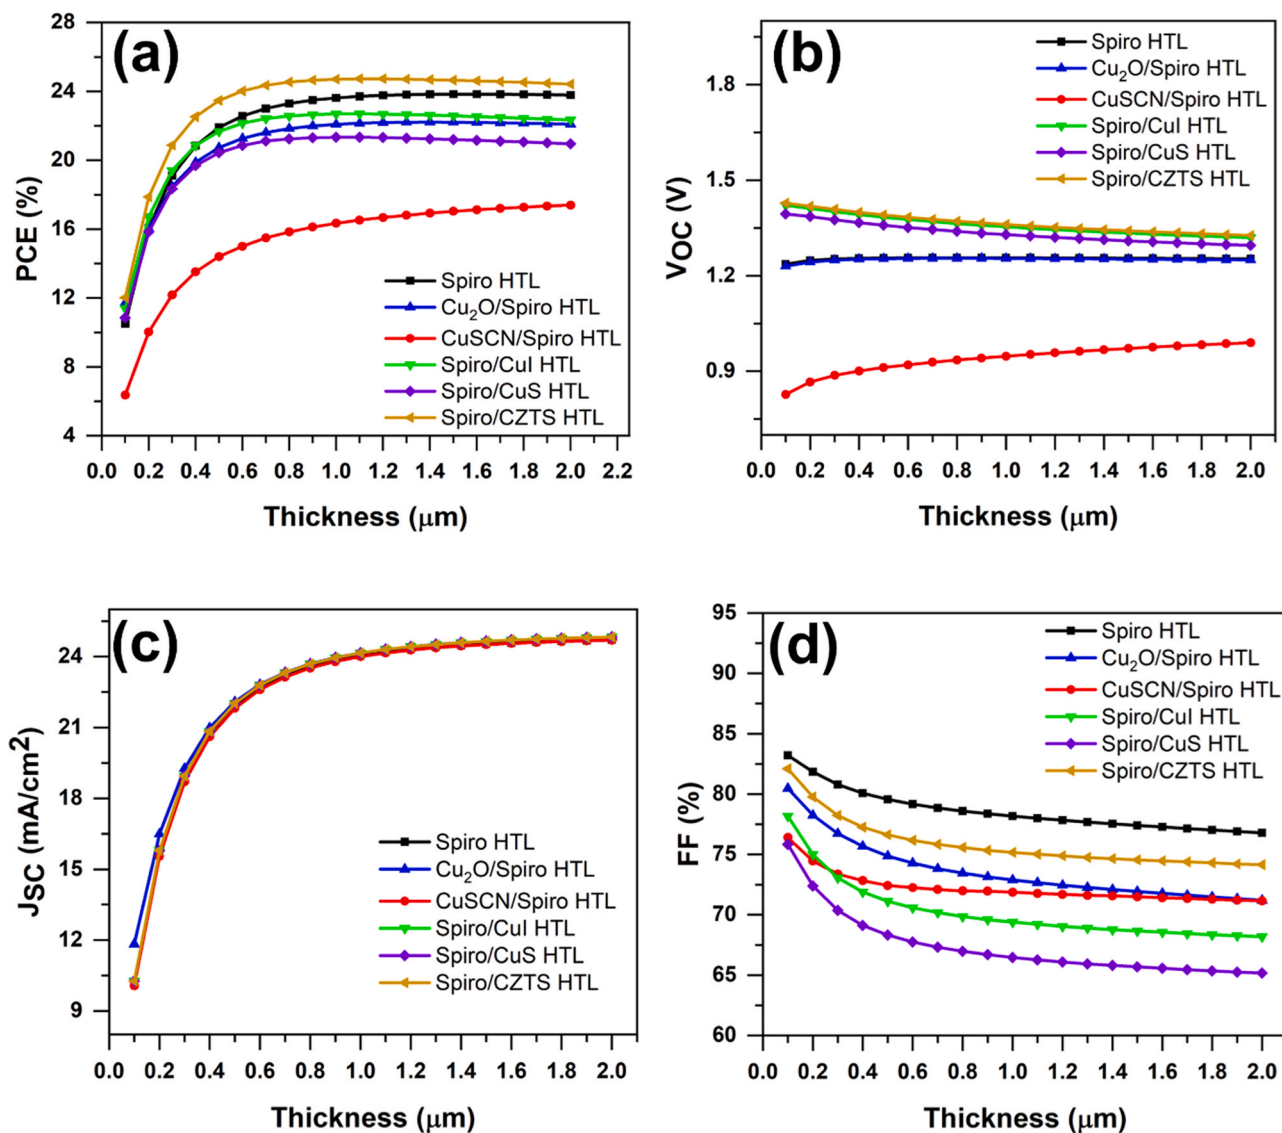 (a)
PCE (%)
28
24
20
16
12
8
4
Spiro HTL
Cu₂O/Spiro HTL
CuSCN/Spiro HTL
Spiro/CuI HTL
Spiro/CuS HTL
Spiro/CZTS HTL
0.0 0.2 0.4 0.6 0.8 1.0 1.2 1.4 1.6 1.8 2.0 2.2
Thickness (μm)
(b)
VOC (V)
1.8
1.5
1.2
0.9
Spiro HTL
Cu₂O/Spiro HTL
CuSCN/Spiro HTL
Spiro/CuI HTL
Spiro/CuS HTL
Spiro/CZTS HTL
0.0 0.2 0.4 0.6 0.8 1.0 1.2 1.4 1.6 1.8 2.0
Thickness (μm)
(c)
JSC (mA/cm²)
24
21
18
15
12
9
Spiro HTL
Cu₂O/Spiro HTL
CuSCN/Spiro HTL
Spiro/CuI HTL
Spiro/CuS HTL
Spiro/CZTS HTL
0.0 0.2 0.4 0.6 0.8 1.0 1.2 1.4 1.6 1.8 2.0
Thickness (μm)
(d)
FF (%)
95
90
85
80
75
70
65
60
Spiro HTL
Cu₂O/Spiro HTL
CuSCN/Spiro HTL
Spiro/CuI HTL
Spiro/CuS HTL
Spiro/CZTS HTL
0.0 0.2 0.4 0.6 0.8 1.0 1.2 1.4 1.6 1.8 2.0
Thickness (μm)